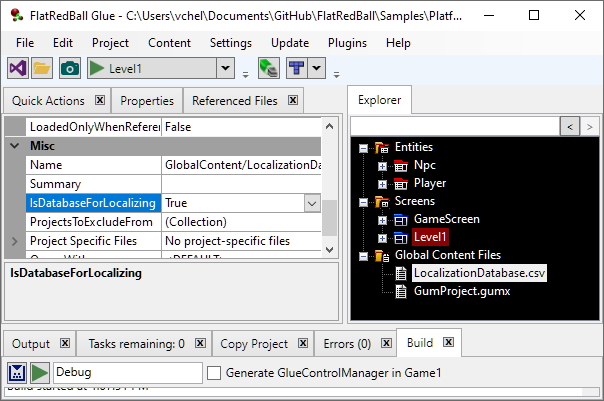 FlatRedBall Glue - C:\Users\vchel\Documents\GitHub\FlatRedBall\Samples\Platf...
File Edit Project Content Settings Update Plugins Help
Level1
Quick Actions Properties Referenced Files
LoadedOnlyWhenReferen False
Misc
Name GlobalContent/LocalizationDa
Summary
IsDatabaseForLocalizing True
ProjectsToExcludeFrom (Collection)
Project Specific Files No project-specific files
IsDatabaseForLocalizing
Explorer
< >
Entities
Npc
Player
Screens
GameScreen
Level1
Global Content Files
LocalizationDatabase.csv
GumProject.gumx
Output Tasks remaining: 0 Copy Project Errors (0) Build
Debug Generate GlueControlManager in Game1